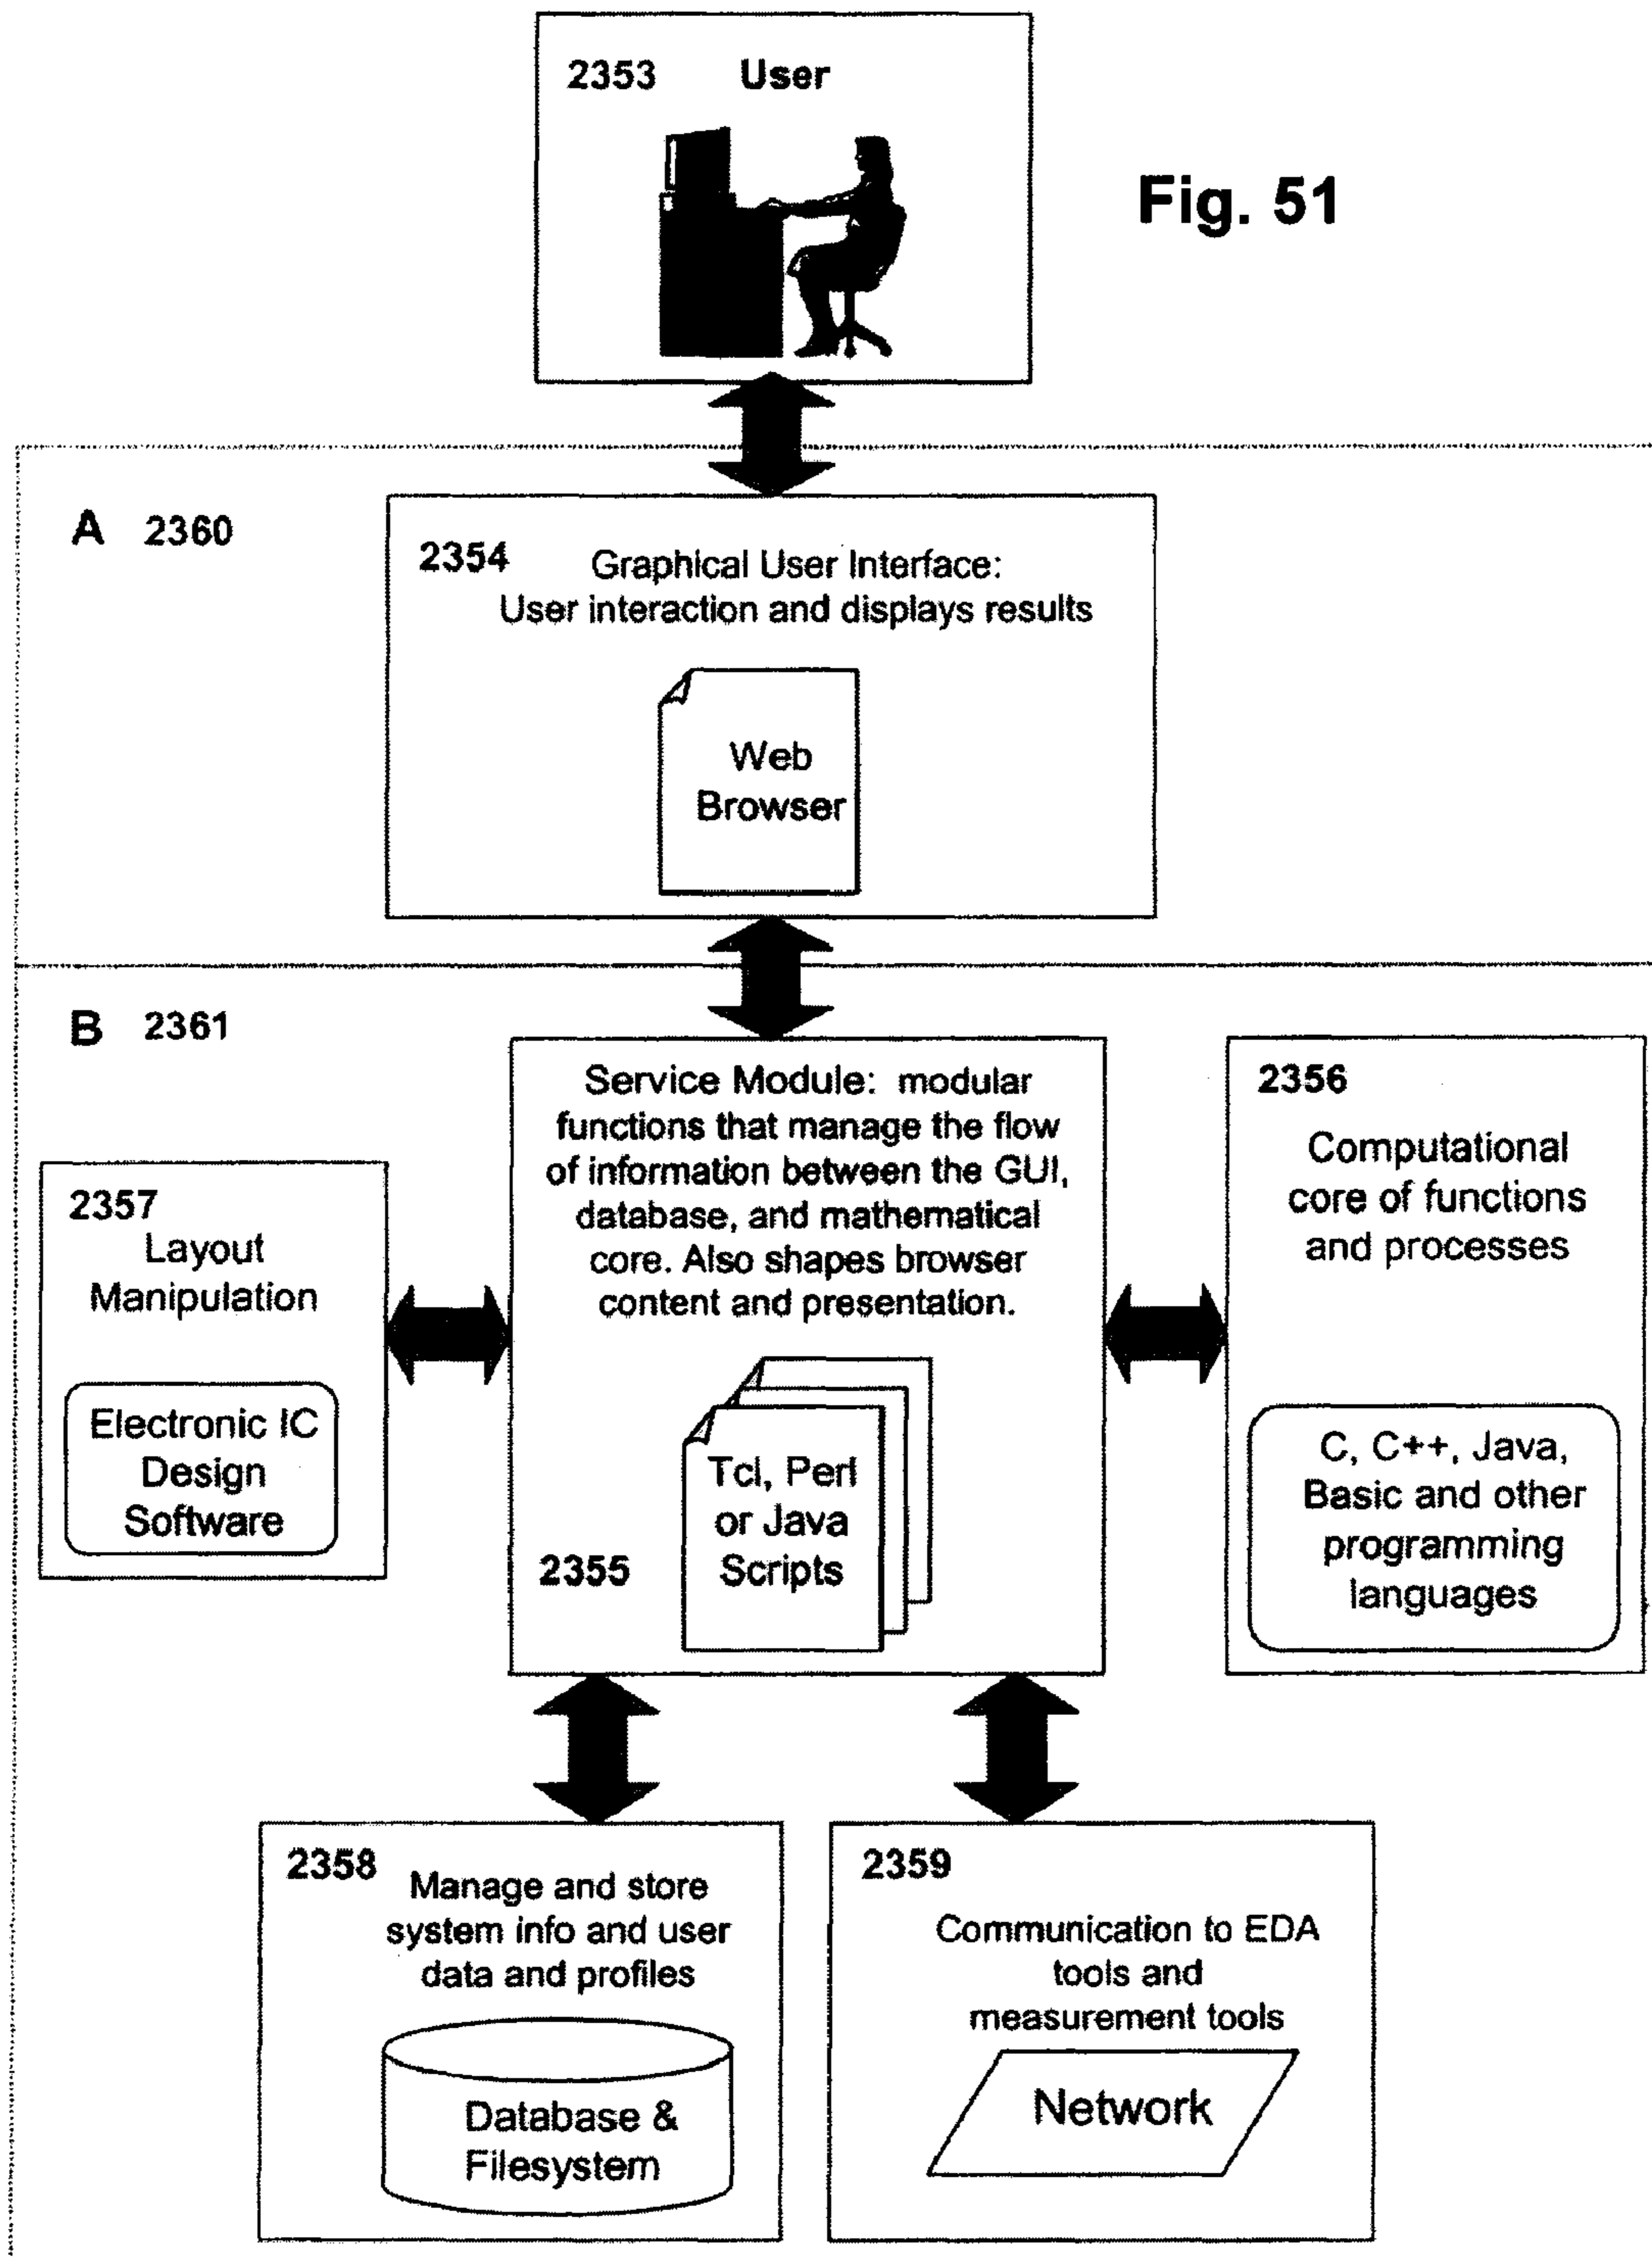 2353 User
Fig. 51
A 2360
2354
Graphical User Interface:
User interaction and displays results
Web
Browser
B 2361
Service Module: modular
functions that manage the flow
of information between the GUI,
database, and mathematical
core. Also shapes browser
content and presentation.
Tcl, Perl
or Java
Scripts
2355
2357
Layout
Manipulation
Electronic IC
Design
Software
2356
Computational
core of functions
and processes
C, C++, Java,
Basic and other
programming
languages
2358
Manage and store
system info and user
data and profiles
Database &
Filesystem
2359
Communication to EDA
tools and
measurement tools
Network